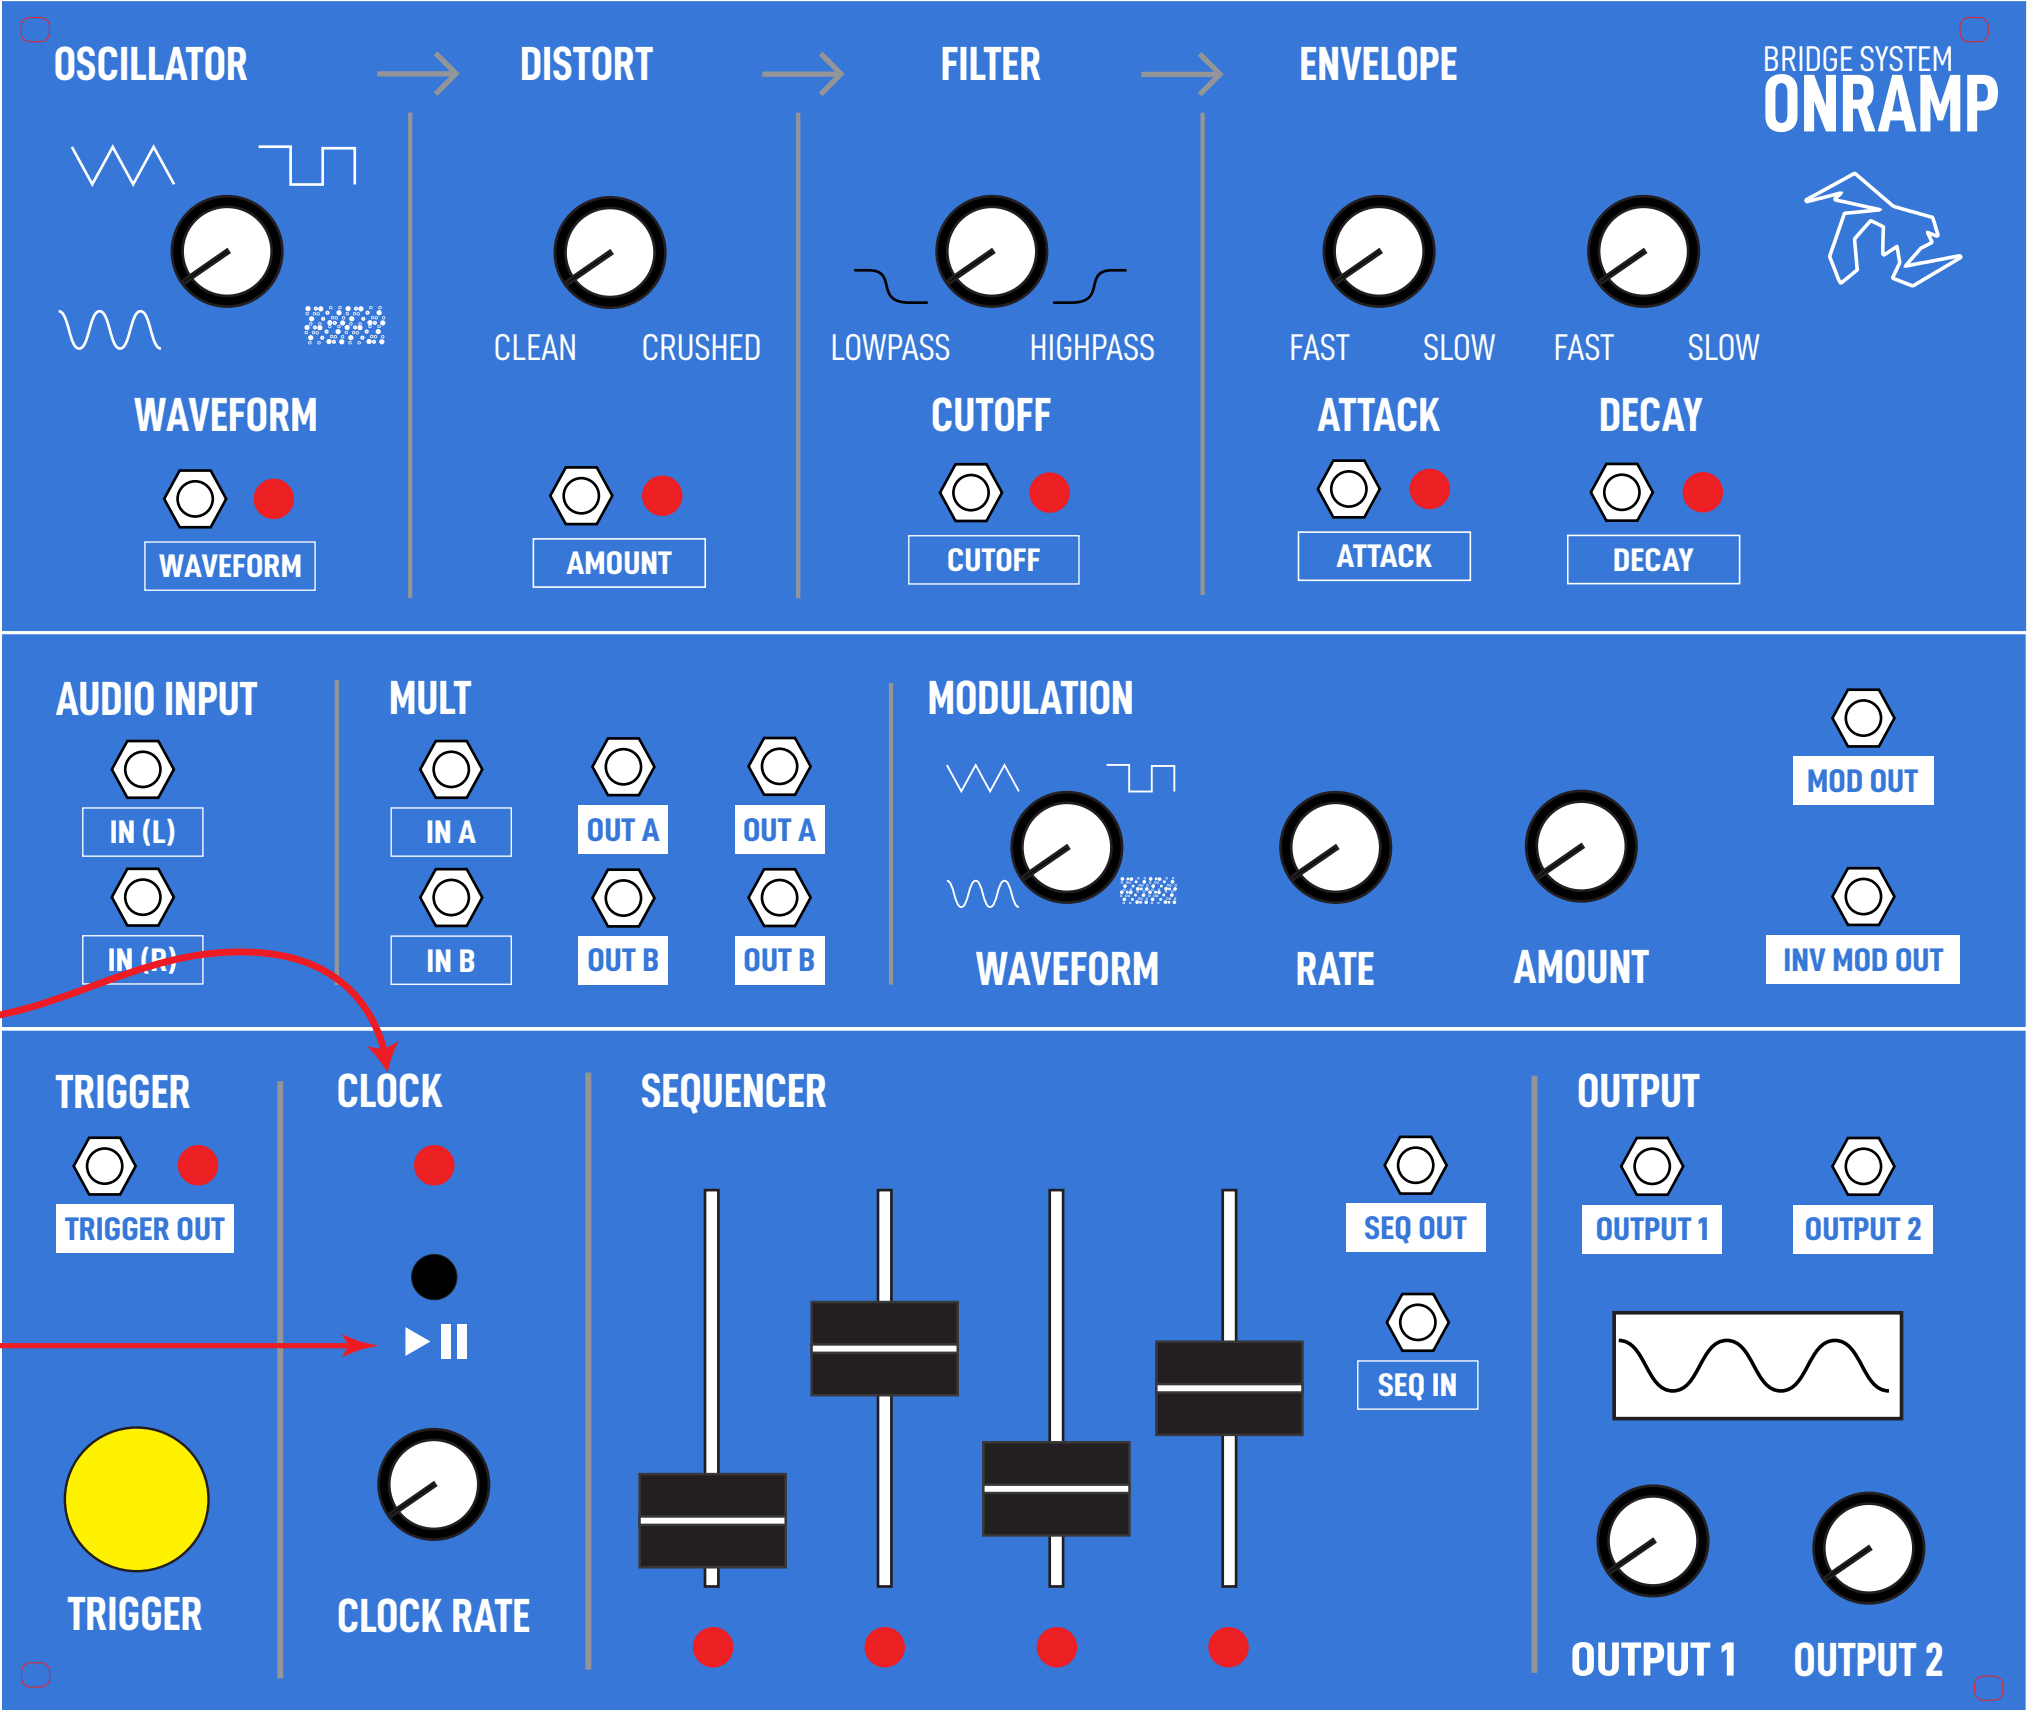 OSCILLATOR
DISTORT
FILTER
ENVELOPE
BRIDGE SYSTEM
ONRAMP
CLEAN
CRUSHED
LOWPASS
HIGHPASS
FAST
SLOW
FAST
SLOW
WAVEFORM
CUTOFF
ATTACK
DECAY
WAVEFORM
AMOUNT
CUTOFF
ATTACK
DECAY
AUDIO INPUT
MULT
MODULATION
MOD OUT
IN (L)
IN A
OUT A
OUT A
IN (R)
IN B
OUT B
OUT B
WAVEFORM
RATE
AMOUNT
INV MOD OUT
TRIGGER
CLOCK
SEQUENCER
OUTPUT
TRIGGER OUT
SEQ OUT
OUTPUT 1
OUTPUT 2
SEQ IN
TRIGGER
CLOCK RATE
OUTPUT 1
OUTPUT 2